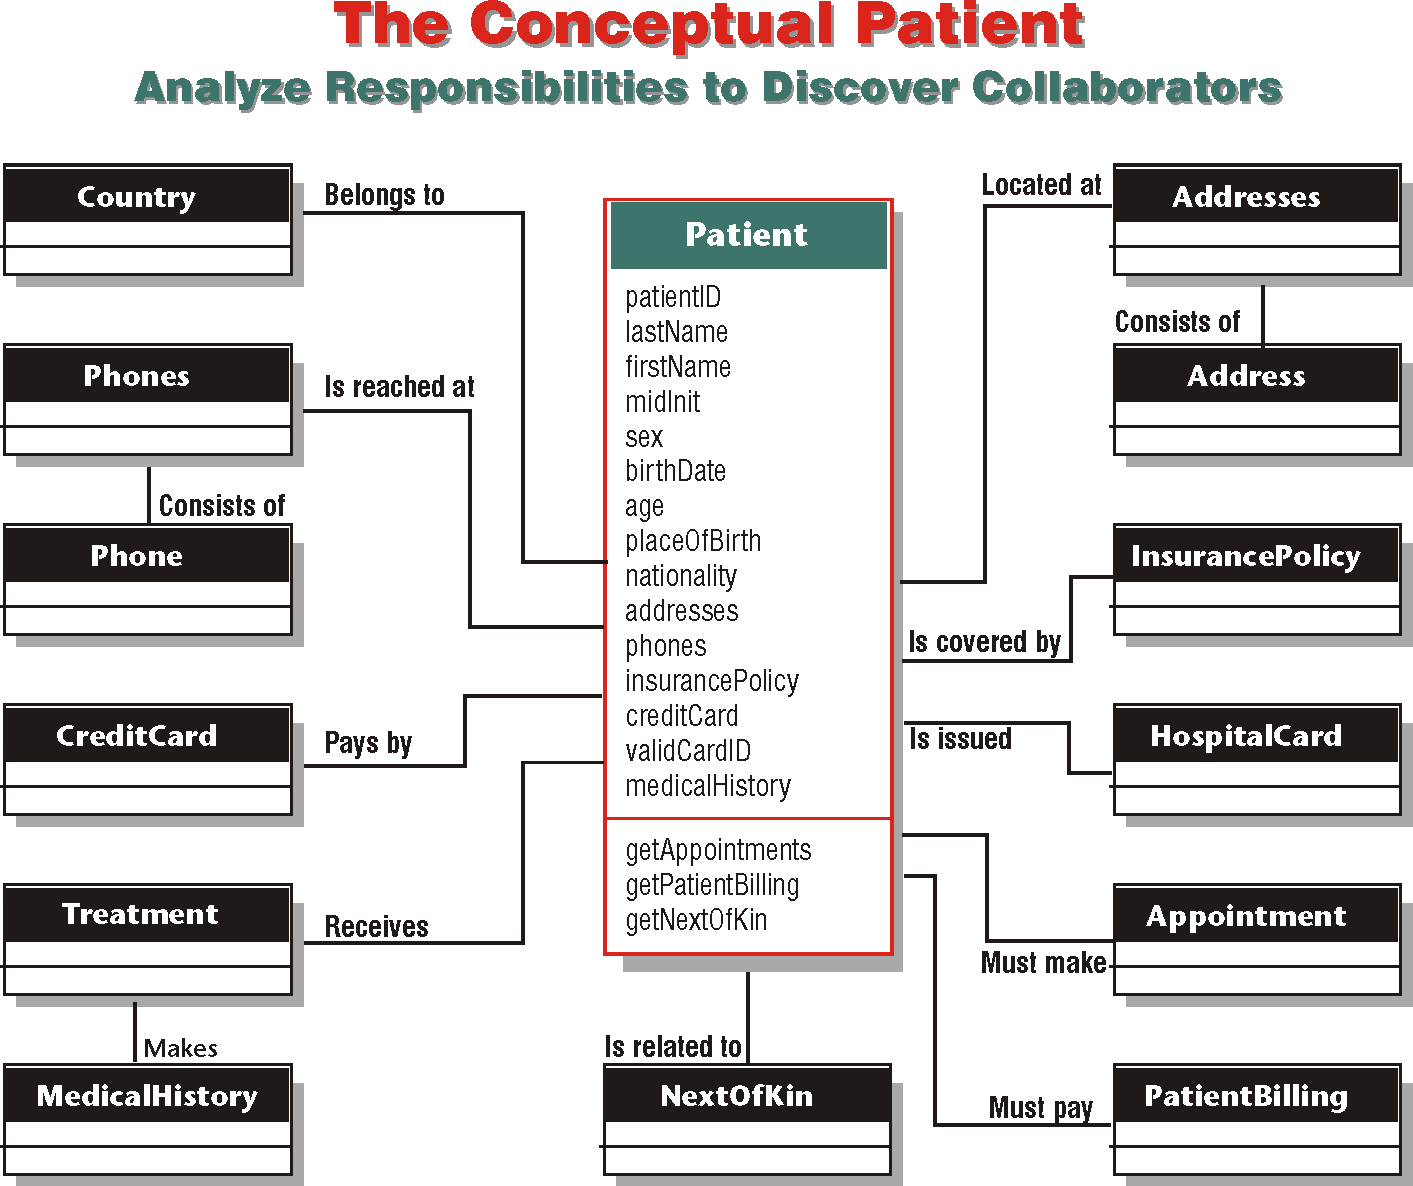 The Conceptual Patient
Analyze Responsibilities to Discover Collaborators
Country
Belongs to
Phones
Is reached at
Consists of
Phone
CreditCard
Pays by
Treatment
Receives
Makes
MedicalHistory
Patient
patientID
lastName
firstName
midInit
sex
birthDate
age
placeOfBirth
nationality
addresses
phones
insurancePolicy
creditCard
validCardID
medicalHistory
getAppointments
getPatientBilling
getNextOfKin
Is related to
NextOfKin
Located at
Addresses
Consists of
Address
InsurancePolicy
Is covered by
HospitalCard
Is issued
Appointment
Must make
Must pay
PatientBilling